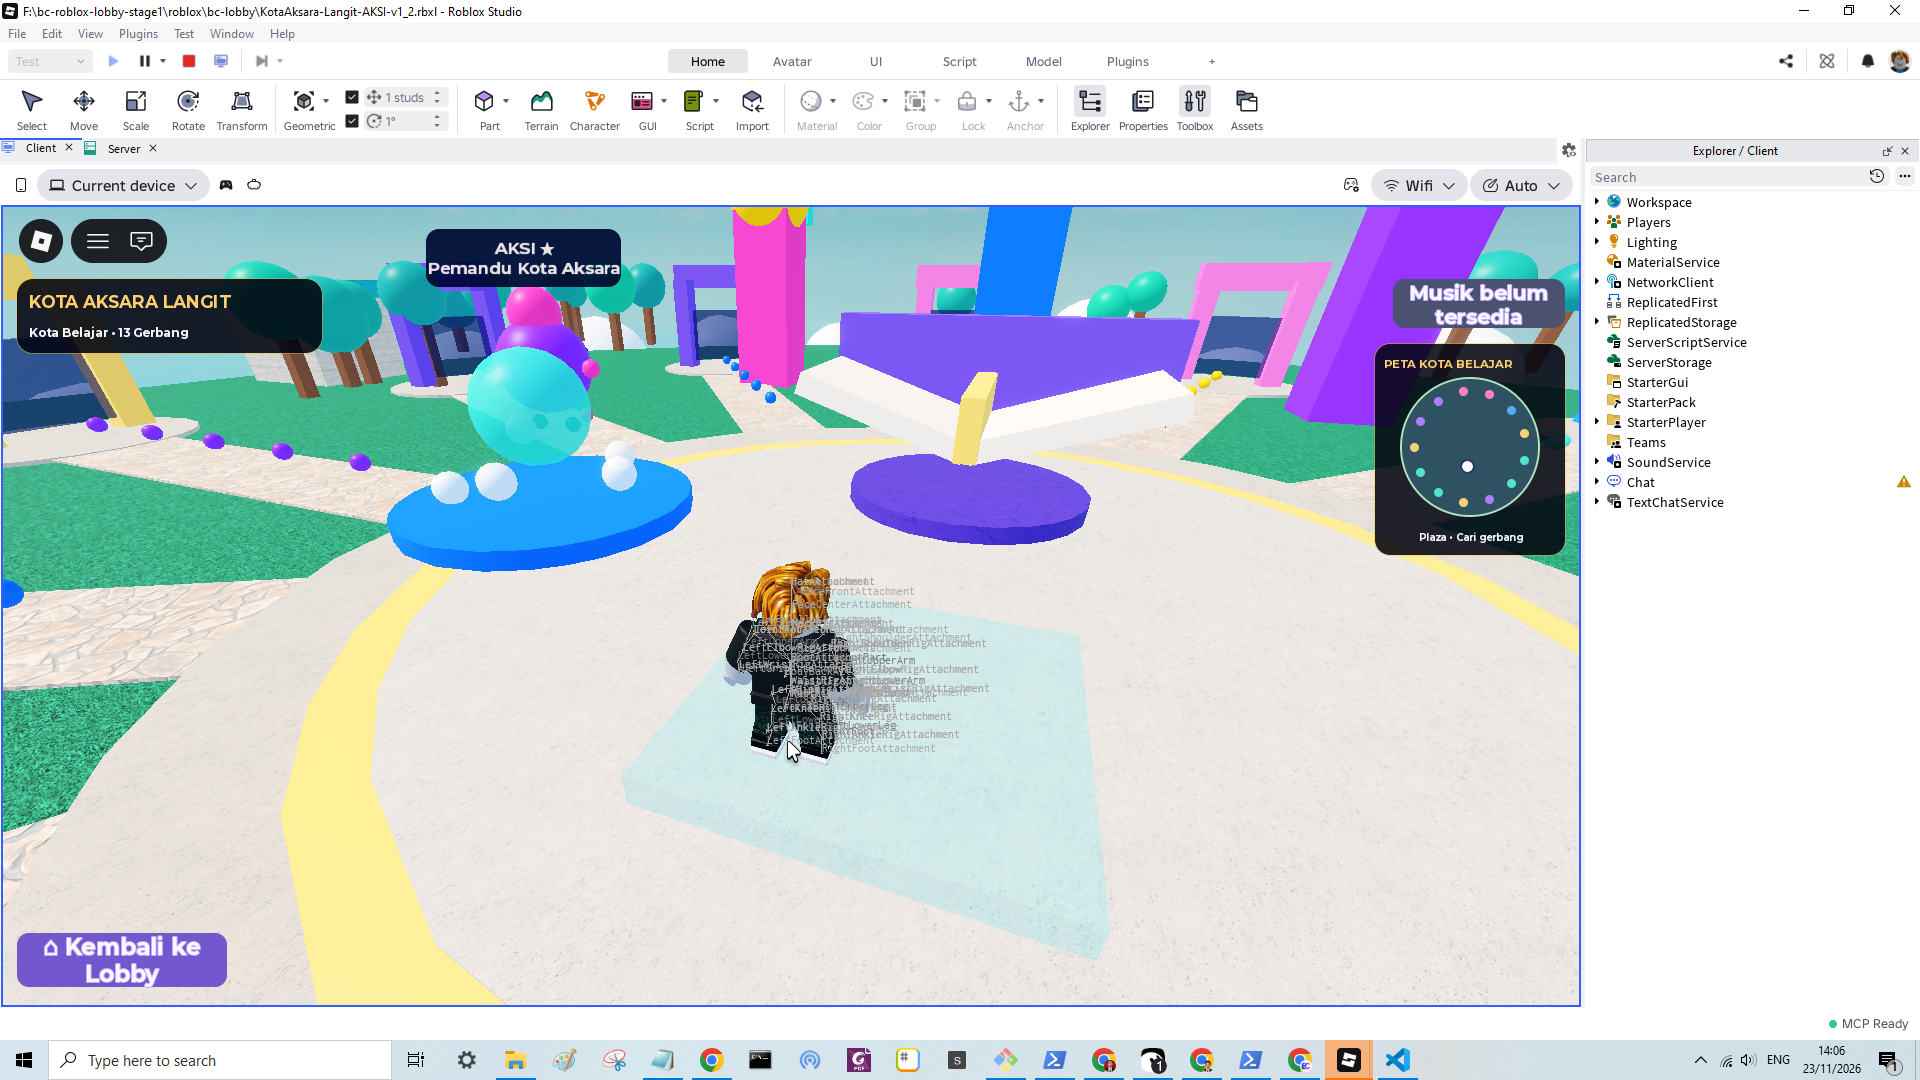 F:\bc-roblox-lobby-stage1\roblox\bc-lobby\KotaAksara-Langit-AKSI-v1_2.rbxl - Roblox Studio
File Edit View Plugins Test Window Help
Test
Home Avatar UI Script Model Plugins +
1 studs
1°
Select Move Scale Rotate Transform Geometric Part Terrain Character GUI Script Import Material Color Group Lock Anchor Explorer Properties Toolbox Assets
Client Server
Current device
Wifi Auto
AKSI ★
Pemandu Kota Aksara
KOTA AKSARA LANGIT
Kota Belajar • 13 Gerbang
Musik belum
tersedia
PETA KOTA BELAJAR
Plaza • Cari gerbang
HairAttachment
FaceCenterAttachment
RightFootAttachment
⌂ Kembali ke
Lobby
Explorer / Client
Search
Workspace
Players
Lighting
MaterialService
NetworkClient
ReplicatedFirst
ReplicatedStorage
ServerScriptService
ServerStorage
StarterGui
StarterPack
StarterPlayer
Teams
SoundService
Chat
TextChatService
MCP Ready
Type here to search
ENG
14:06
23/11/2026